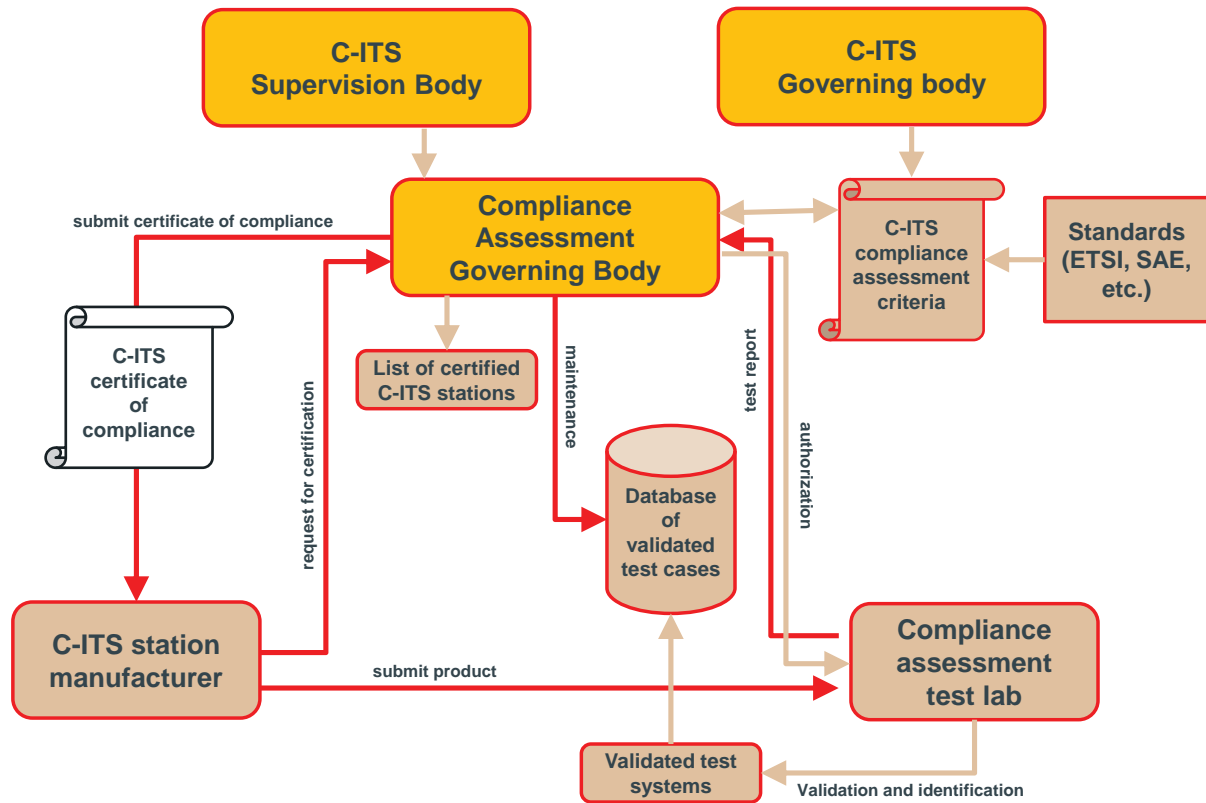 C-ITS
Supervision Body
C-ITS
Governing body
submit certificate of compliance
Compliance
Assessment
Governing Body
C-ITS
compliance
assessment
criteria
Standards
(ETSI, SAE,
etc.)
C-ITS
certificate
of
compliance
request for certification
List of certified
C-ITS stations
maintenance
test report
authorization
Database
of
validated
test cases
C-ITS station
manufacturer
submit product
Compliance
assessment
test lab
Validated test
systems
Validation and identification